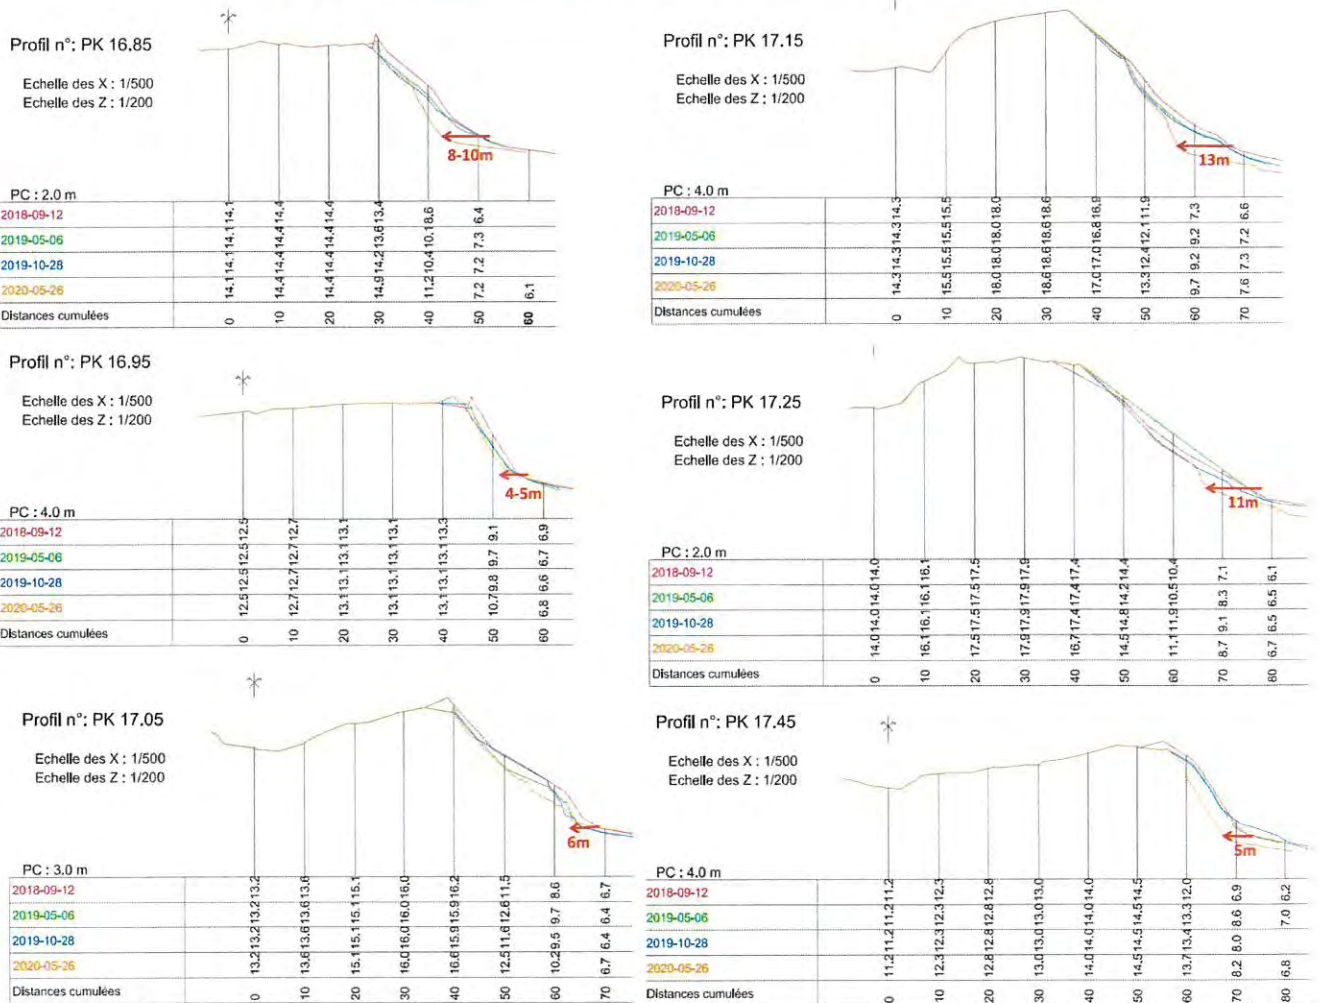 Profil n°: PK 16.85
Echelle des X : 1/500
Echelle des Z : 1/200
8-10m
PC : 2.0 m
2018-09-12 14.1 14.4 14.4 13.4 8.6 6.4
2019-05-06 14.1 14.4 14.4 13.6 10.1 7.3
2019-10-28 14.1 14.4 14.4 14.2 10.4 7.2
2020-05-26 14.1 14.4 14.4 14.9 11.2 7.2 6.1
Distances cumulées 0 10 20 30 40 50 60
Profil n°: PK 16.95
Echelle des X : 1/500
Echelle des Z : 1/200
4-5m
PC : 4.0 m
2018-09-12 12.5 12.7 13.1 13.1 13.3 9.1 6.9
2019-05-06 12.5 12.7 13.1 13.1 13.1 9.7 6.7
2019-10-28 12.5 12.7 13.1 13.1 13.1 9.8 6.6
2020-05-26 12.5 12.7 13.1 13.1 13.1 10.7 6.8
Distances cumulées 0 10 20 30 40 50 60
Profil n°: PK 17.05
Echelle des X : 1/500
Echelle des Z : 1/200
6m
PC : 3.0 m
2018-09-12 13.2 13.6 15.1 16.0 16.2 11.5 8.6 6.7
2019-05-06 13.2 13.6 15.1 16.0 15.9 12.6 9.7 6.4
2019-10-28 13.2 13.6 15.1 16.0 15.9 11.6 9.5 6.4
2020-05-26 13.2 13.6 15.1 16.0 16.6 12.5 10.2 6.7
Distances cumulées 0 10 20 30 40 50 60 70
Profil n°: PK 17.15
Echelle des X : 1/500
Echelle des Z : 1/200
13m
PC : 4.0 m
2018-09-12 14.3 15.5 18.0 18.6 16.9 11.9 7.3 6.6
2019-05-06 14.3 15.5 18.0 18.6 16.8 12.1 9.2 7.2
2019-10-28 14.3 15.5 18.0 18.6 17.0 12.4 9.2 7.3
2020-05-26 14.3 15.5 18.0 18.6 17.0 13.3 9.7 7.6
Distances cumulées 0 10 20 30 40 50 60 70
Profil n°: PK 17.25
Echelle des X : 1/500
Echelle des Z : 1/200
11m
PC : 2.0 m
2018-09-12 14.0 16.1 17.5 17.9 17.4 14.4 10.4 7.1 6.1
2019-05-06 14.0 16.1 17.5 17.9 17.4 14.2 10.5 8.3 6.5
2019-10-28 14.0 16.1 17.5 17.9 17.4 14.8 11.9 9.1 6.5
2020-05-26 14.0 16.1 17.5 17.9 16.7 14.5 11.1 8.7 6.7
Distances cumulées 0 10 20 30 40 50 60 70 80
Profil n°: PK 17.45
Echelle des X : 1/500
Echelle des Z : 1/200
5m
PC : 4.0 m
2018-09-12 11.2 12.3 12.8 13.0 14.0 14.5 12.0 6.9 6.2
2019-05-06 11.2 12.3 12.8 13.0 14.0 14.5 13.3 8.6 7.0
2019-10-28 11.2 12.3 12.8 13.0 14.0 14.5 13.4 8.0
2020-05-26 11.2 12.3 12.8 13.0 14.0 14.5 13.7 8.2 6.8
Distances cumulées 0 10 20 30 40 50 60 70 80